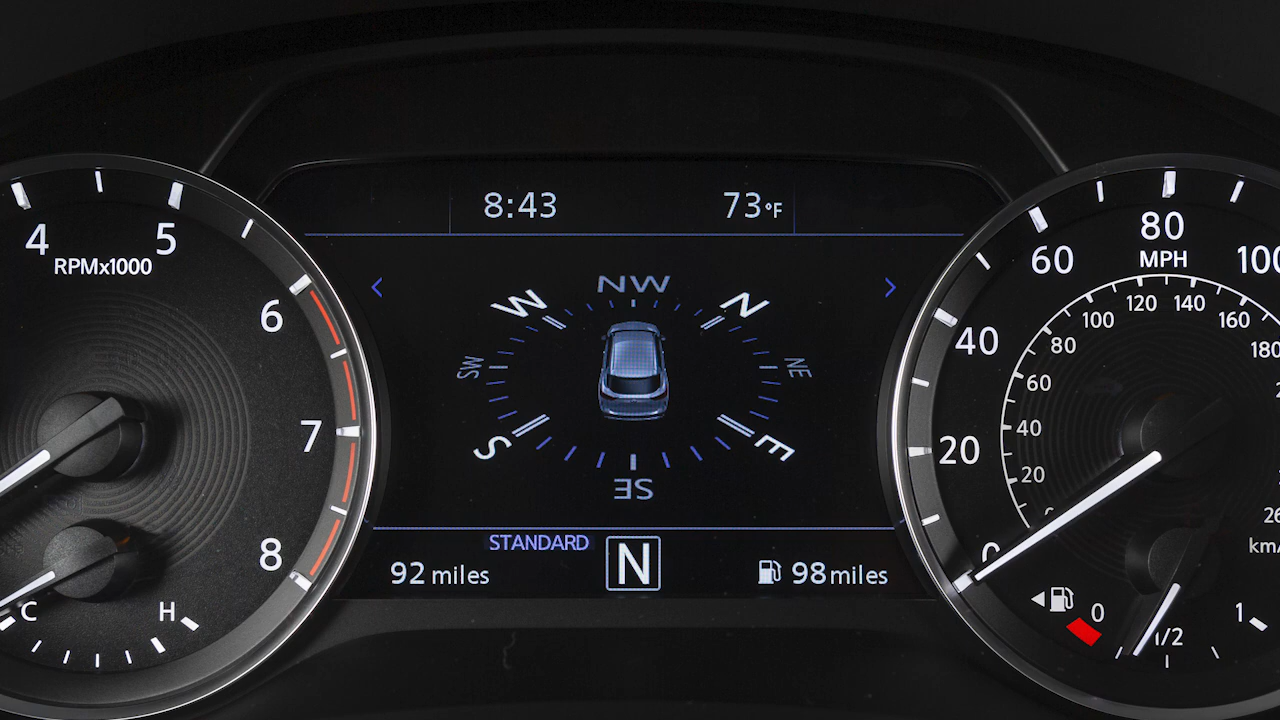 8:43
73°F
4
5
RPMx1000
6
7
8
C
H
<
>
NW
W
N
SW
NE
S
E
SE
STANDARD
N
92 miles
98 miles
0
20
40
60
80
100
MPH
20
40
60
80
100
120
140
160
180
km/
0
1/2
1